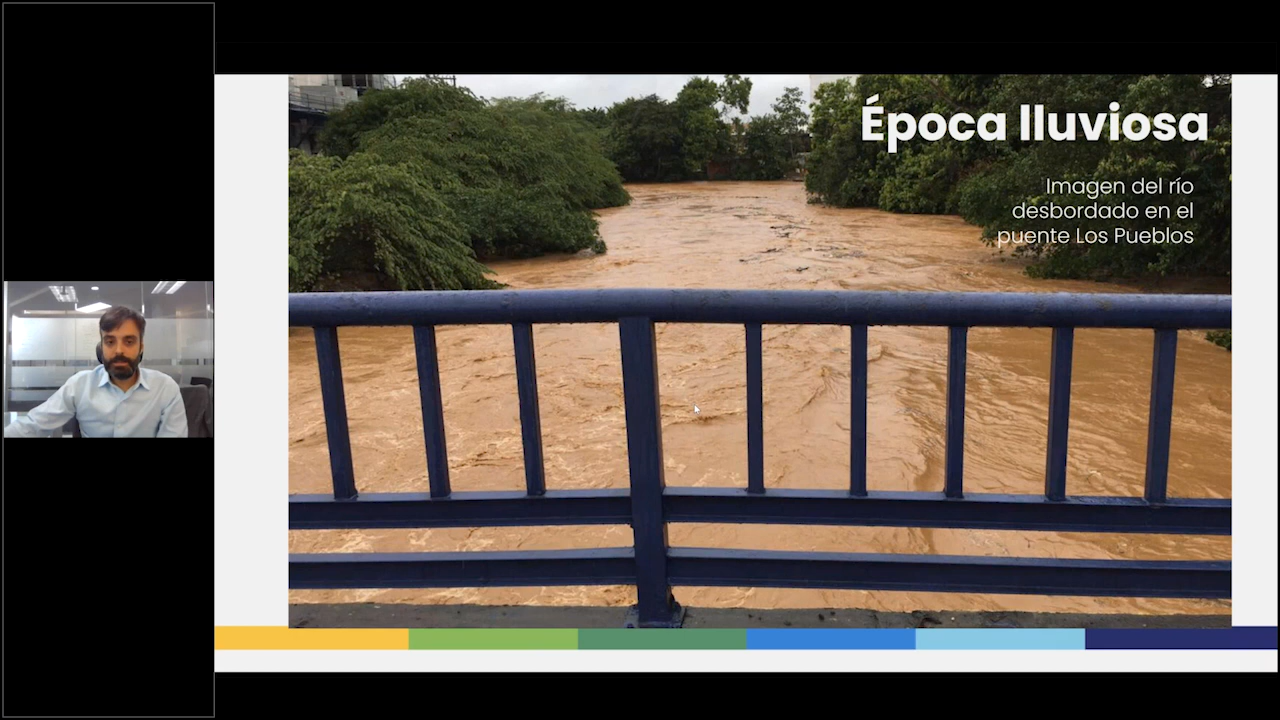 Época lluviosa
Imagen del río
desbordado en el
puente Los Pueblos